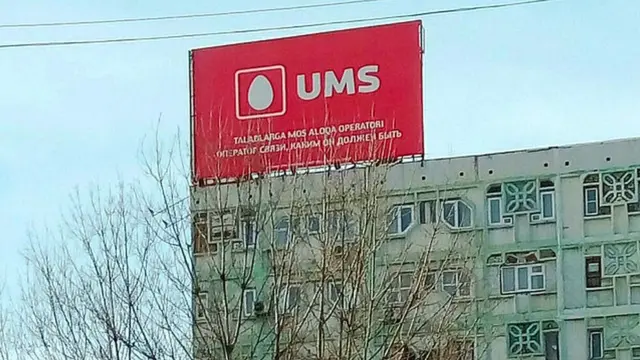 UMS
TALABLARGA MOS ALOQA OPERATORI
ОПЕРАТОР СВЯЗИ, КАКИМ ОН ДОЛЖЕН БЫТЬ